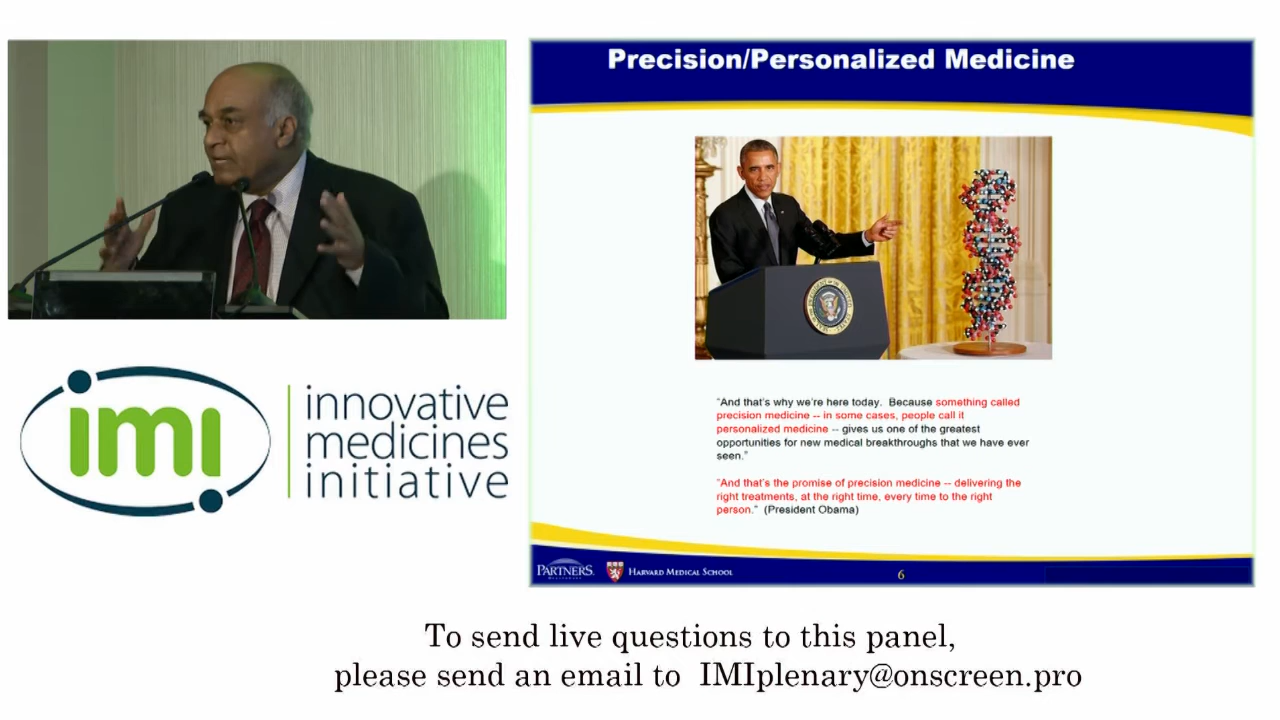 Precision/Personalized Medicine
"And that's why we're here today. Because something called
precision medicine -- in some cases, people call it
personalized medicine -- gives us one of the greatest
opportunities for new medical breakthroughs that we have ever
seen."
"And that's the promise of precision medicine -- delivering the
right treatments, at the right time, every time to the right
person." (President Obama)
PARTNERS.
HARVARD MEDICAL SCHOOL
6
imi
innovative
medicines
initiative
To send live questions to this panel,
please send an email to IMIplenary@onscreen.pro